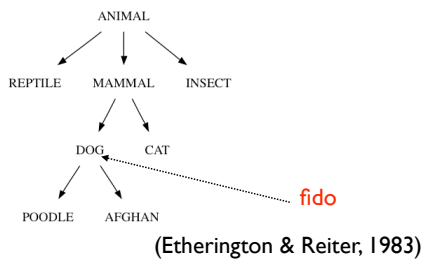 ANIMAL
REPTILE MAMMAL INSECT
DOG CAT
fido
POODLE AFGHAN
(Etherington & Reiter, 1983)